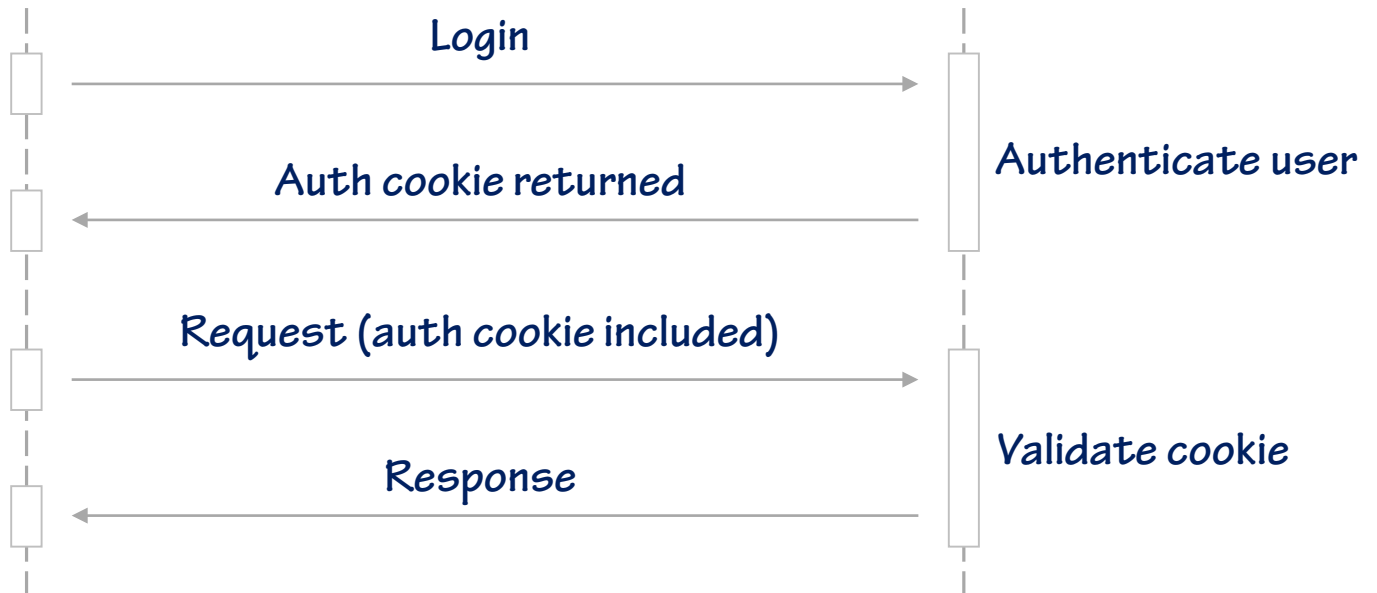 Login
Authenticate user
Auth cookie returned
Request (auth cookie included)
Validate cookie
Response